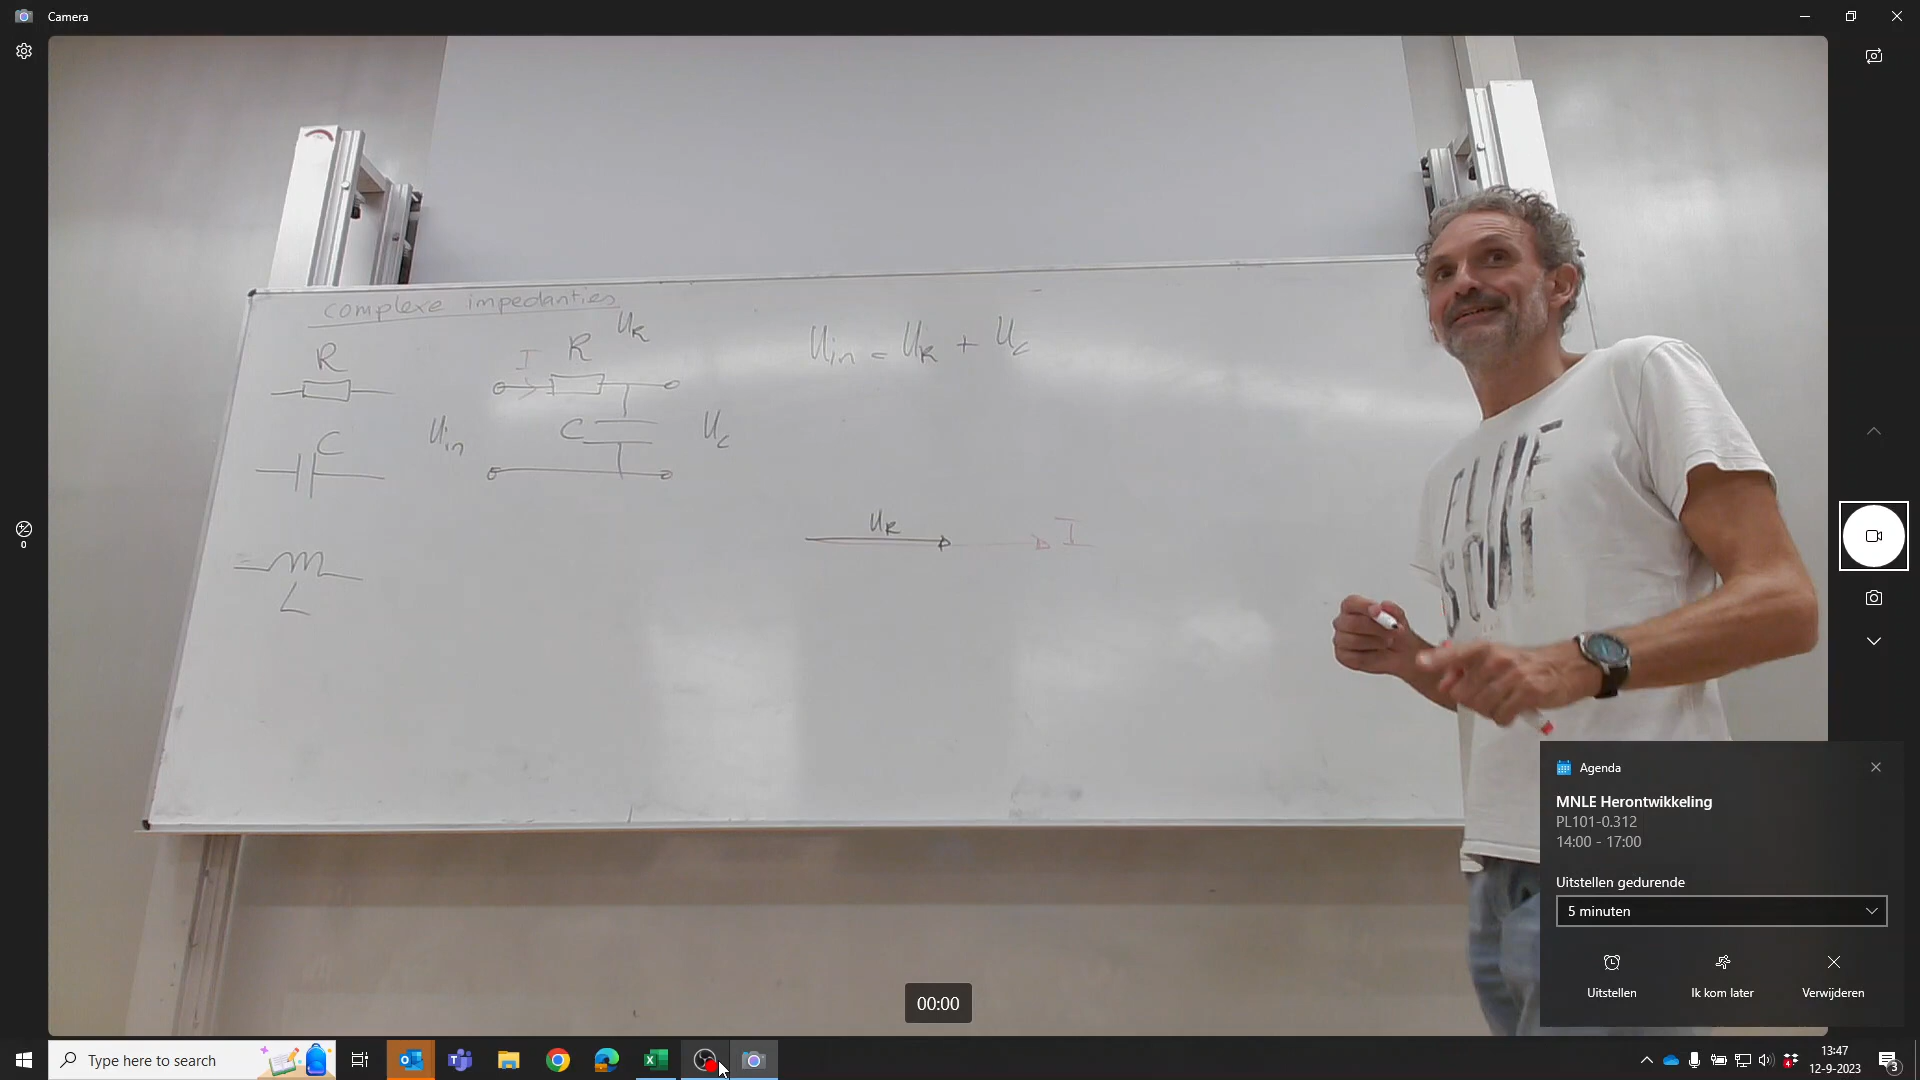 Camera
complexe impedanties
R
C
L
I
R
U_R
U_in
C
U_c
U_in = U_R + U_c
U_R
I
0
00:00
Agenda
MNLE Herontwikkeling
PL101-0.312
14:00 - 17:00
Uitstellen gedurende
5 minuten
Uitstellen
Ik kom later
Verwijderen
Type here to search
13:47
12-9-2023
3